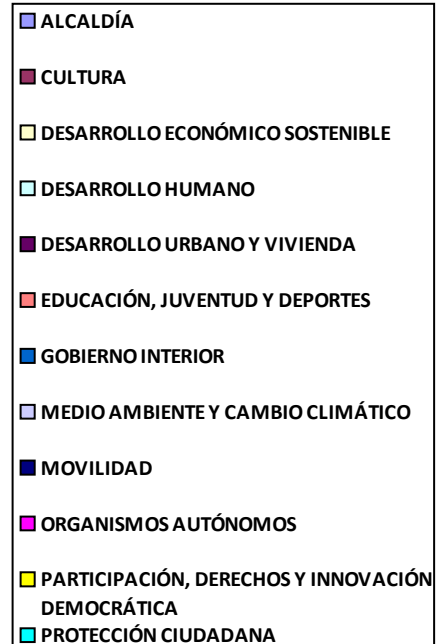 ALCALDÍA
CULTURA
DESARROLLO ECONÓMICO SOSTENIBLE
DESARROLLO HUMANO
DESARROLLO URBANO Y VIVIENDA
EDUCACIÓN, JUVENTUD Y DEPORTES
GOBIERNO INTERIOR
MEDIO AMBIENTE Y CAMBIO CLIMÁTICO
MOVILIDAD
ORGANISMOS AUTÓNOMOS
PARTICIPACIÓN, DERECHOS Y INNOVACIÓN
DEMOCRÁTICA
PROTECCIÓN CIUDADANA